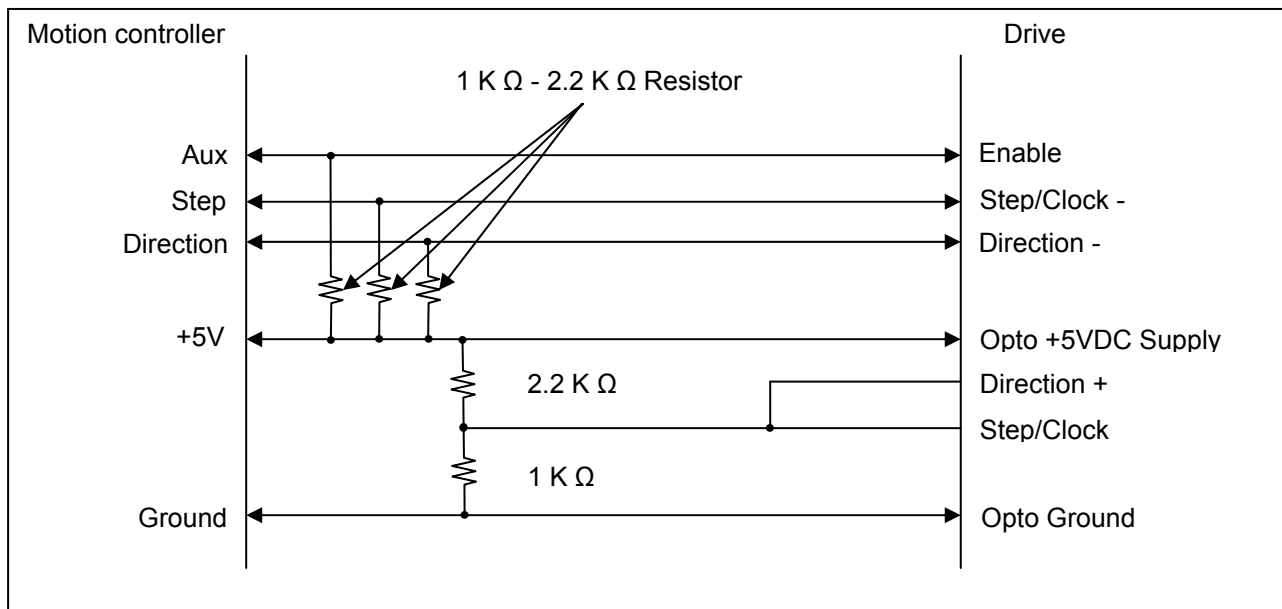 Motion controller
Drive
1 K Ω - 2.2 K Ω Resistor
Aux
Enable
Step
Step/Clock -
Direction
Direction -
+5V
Opto +5VDC Supply
2.2 K Ω
Direction +
Step/Clock
1 K Ω
Ground
Opto Ground